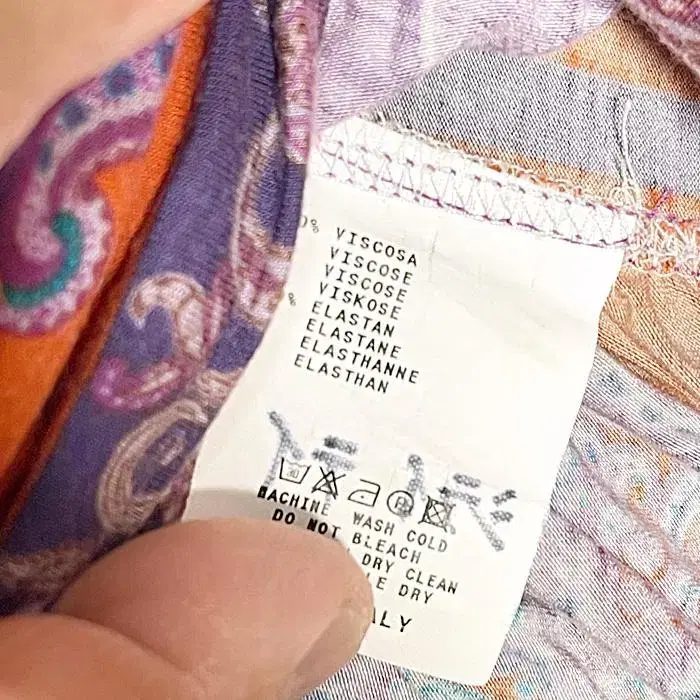 %
VISCOSA
VISCOSE
VISCOSE
VISKOSE
%
ELASTAN
ELASTANE
ELASTHANNE
ELASTHAN
MACHINE WASH COLD
DO NOT BLEACH
DRY CLEAN
DRY